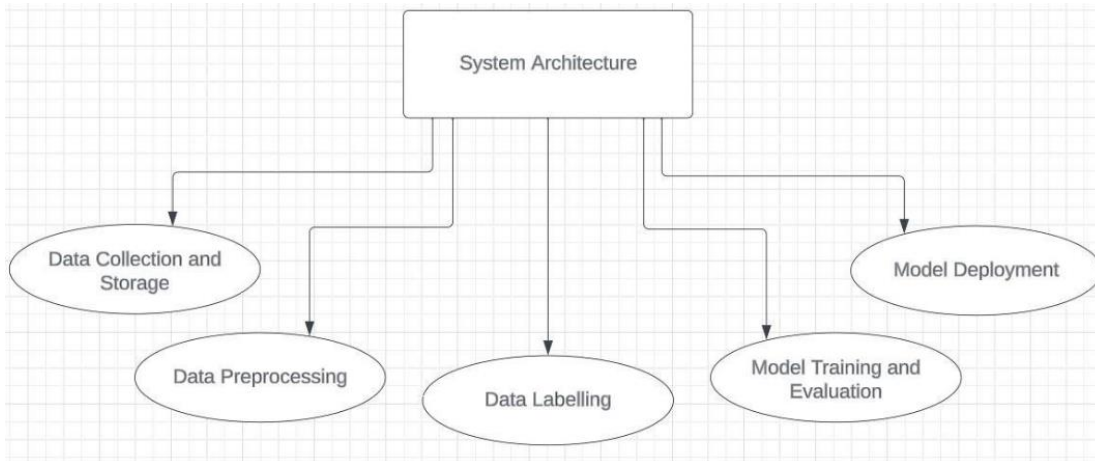 System Architecture
Data Collection and
Storage
Data Preprocessing
Data Labelling
Model Training and
Evaluation
Model Deployment